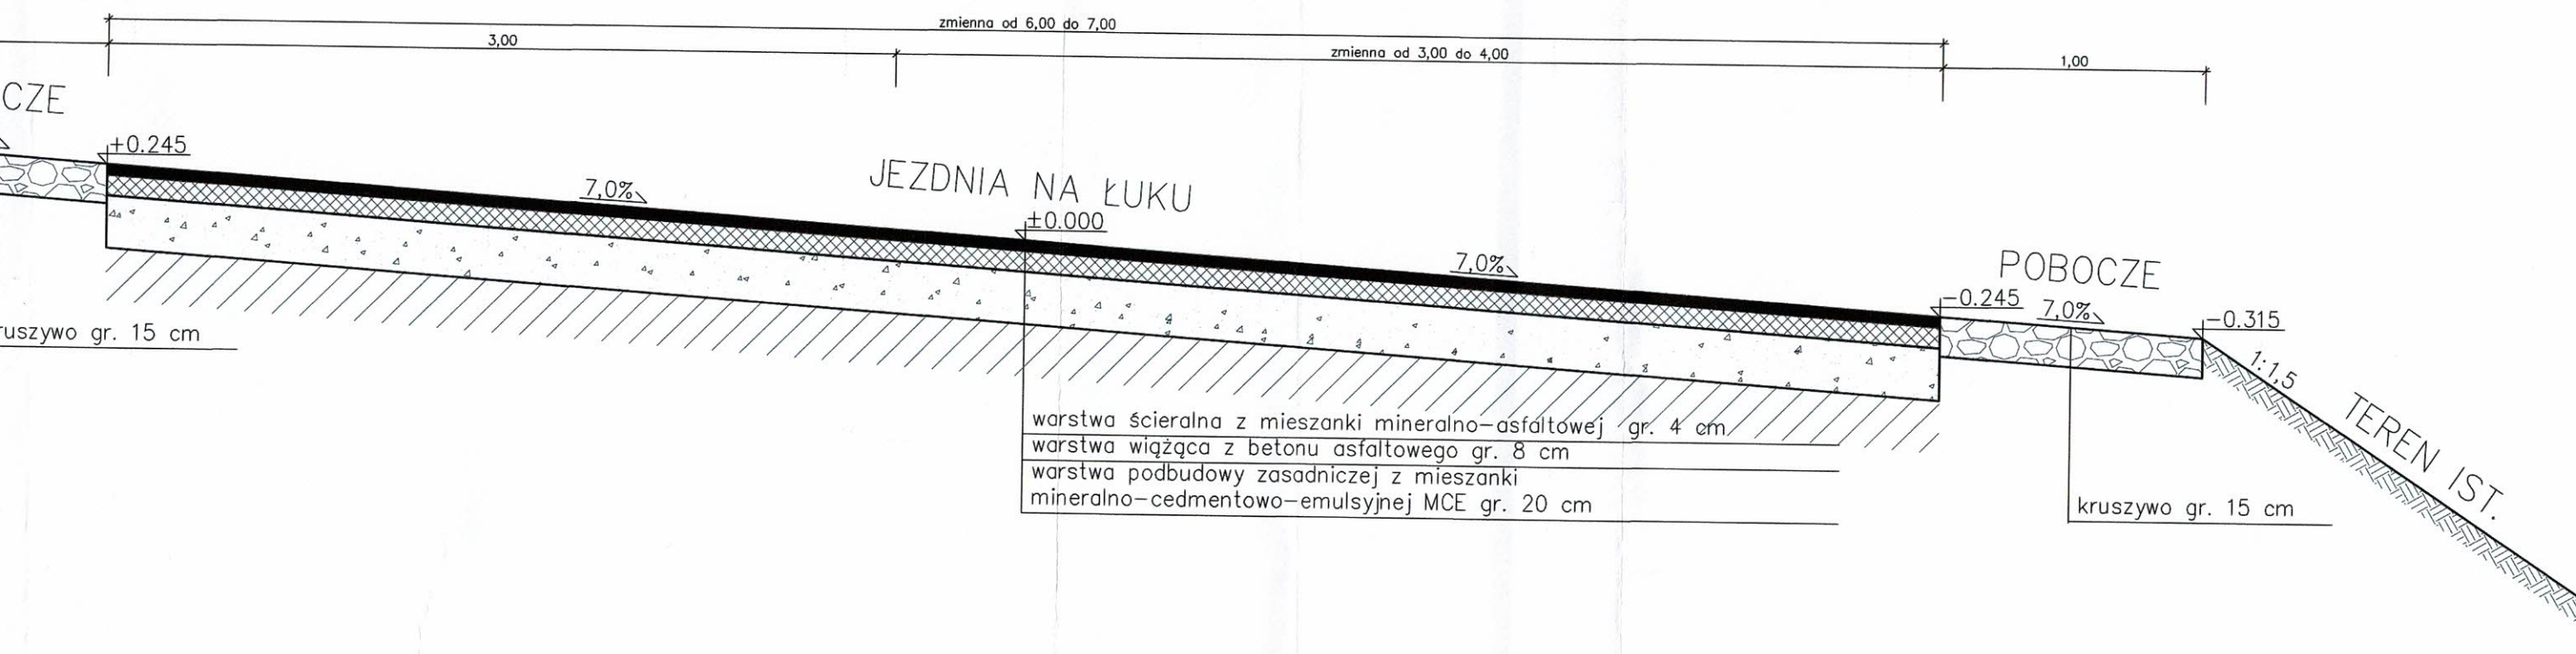 zmienna od 6,00 do 7,00
3,00
zmienna od 3,00 do 4,00
1,00
CZE
+0.245
7,0%
JEZDNIA NA ŁUKU
±0.000
7,0%
POBOCZE
-0.245
7,0%
-0.315
1:1,5
TEREN IST.
ruszywo gr. 15 cm
warstwa ścieralna z mieszanki mineralno-asfaltowej gr. 4 cm
warstwa wiążąca z betonu asfaltowego gr. 8 cm
warstwa podbudowy zasadniczej z mieszanki
mineralno-cedmentowo-emulsyjnej MCE gr. 20 cm
kruszywo gr. 15 cm